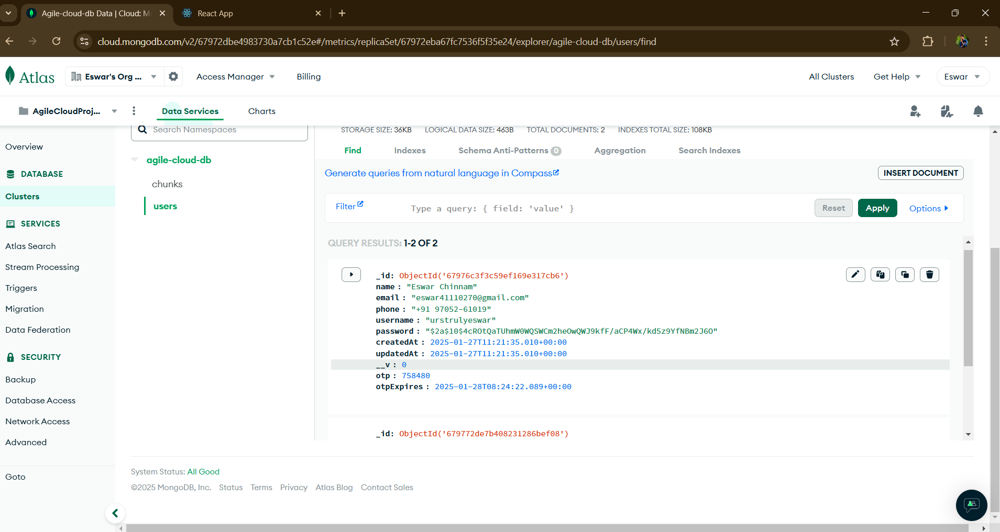 Agile-cloud-db Data | Cloud: M
React App
cloud.mongodb.com/v2/67972dbe4983730a7cb1c52e#/metrics/replicaSet/67972eba67fc7536f5f35e24/explorer/agile-cloud-db/users/find
Atlas
Eswar's Org ...
Access Manager
Billing
All Clusters
Get Help
Eswar
AgileCloudProj...
Data Services
Charts
Overview
DATABASE
Clusters
SERVICES
Atlas Search
Stream Processing
Triggers
Migration
Data Federation
SECURITY
Backup
Database Access
Network Access
Advanced
Goto
Search Namespaces
agile-cloud-db
chunks
users
STORAGE SIZE: 36KB LOGICAL DATA SIZE: 463B TOTAL DOCUMENTS: 2 INDEXES TOTAL SIZE: 108KB
Find Indexes Schema Anti-Patterns 0 Aggregation Search Indexes
Generate queries from natural language in Compass
INSERT DOCUMENT
Filter
Type a query: { field: 'value' }
Reset
Apply
Options
QUERY RESULTS: 1-2 OF 2
_id: ObjectId('67976c3f3c59ef169e317cb6')
name : "Eswar Chinnam"
email : "eswar41110270@gmail.com"
phone : "+91 97052-61019"
username : "urstrulyeswar"
password : "$2a$10$4cROtQaTUhmW0WQSWCm2heOwQWJ9kfF/aCP4Wx/kd5z9YfNBm2J6O"
createdAt : 2025-01-27T11:21:35.010+00:00
updatedAt : 2025-01-27T11:21:35.010+00:00
__v : 0
otp : 758480
otpExpires : 2025-01-28T08:24:22.089+00:00
_id: ObjectId('679772de7b408231286bef08')
System Status: All Good
©2025 MongoDB, Inc. Status Terms Privacy Atlas Blog Contact Sales